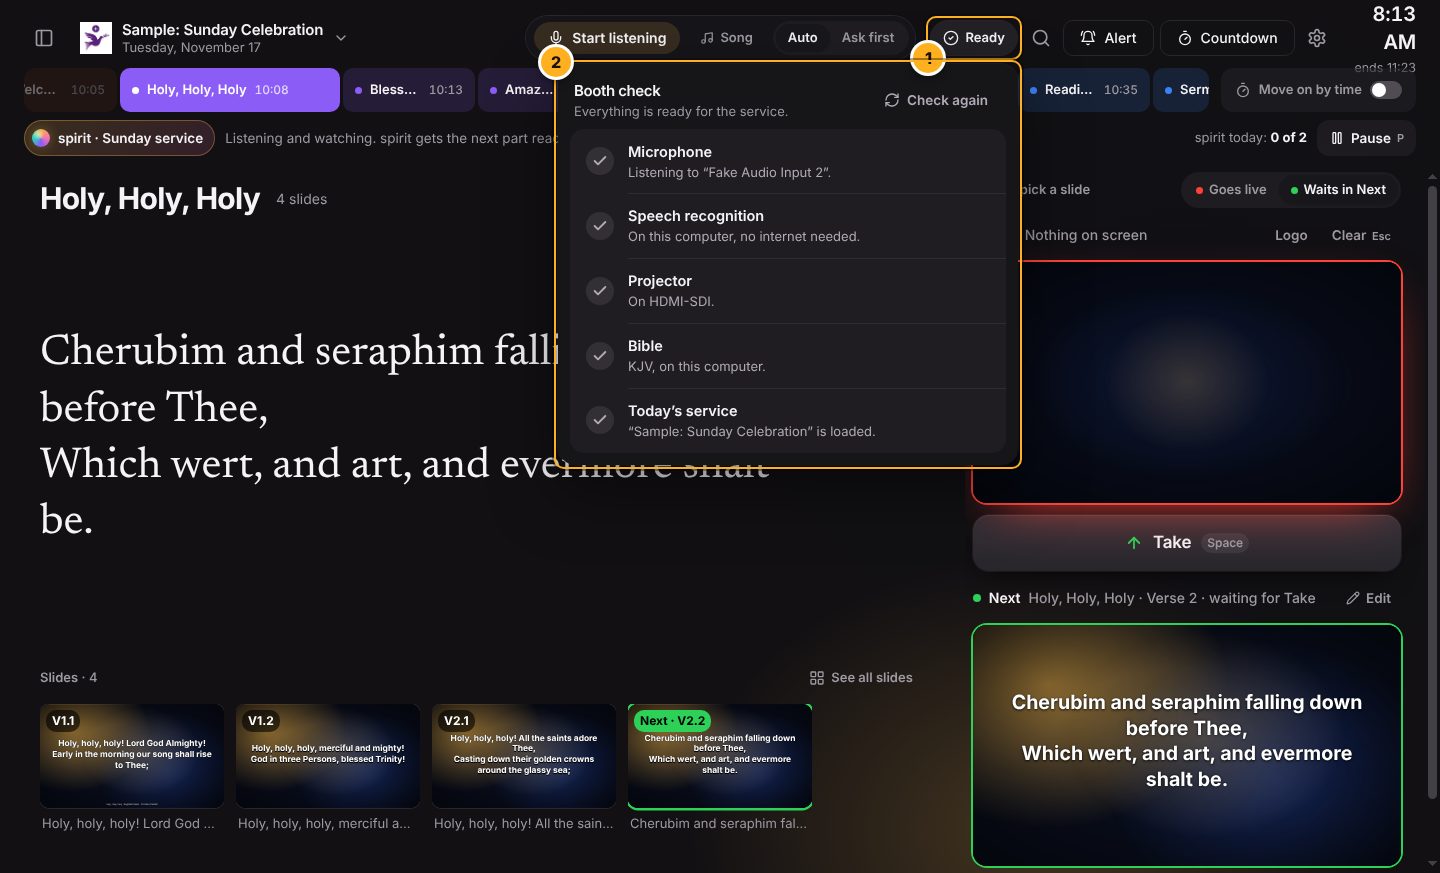 Sample: Sunday Celebration
Tuesday, November 17
Start listening
Song
Auto
Ask first
Ready
Alert
Countdown
8:13
AM
ends 11:23
10:05
Holy, Holy, Holy 10:08
Bless... 10:13
Amaz...
Readi... 10:35
Move on by time
2
1
spirit · Sunday service
Listening and watching. spirit gets the next part
spirit today: 0 of 2
Pause P
Booth check
Everything is ready for the service.
Check again
Microphone
Listening to “Fake Audio Input 2”.
Speech recognition
On this computer, no internet needed.
Projector
On HDMI-SDI.
Bible
KJV, on this computer.
Today’s service
“Sample: Sunday Celebration” is loaded.
Holy, Holy, Holy 4 slides
pick a slide
Goes live
Waits in Next
Nothing on screen
Logo
Clear Esc
Cherubim and seraphim
before Thee,
Which wert, and art, and evermore shalt
be.
Take Space
Next Holy, Holy, Holy · Verse 2 · waiting for Take
Edit
Cherubim and seraphim falling down
before Thee,
Which wert, and art, and evermore
shalt be.
Slides · 4
See all slides
V1.1
Holy, holy, holy! Lord God Almighty!
Early in the morning our song shall rise
to Thee;
Holy, holy, holy! Lord God ...
V1.2
Holy, holy, holy, merciful and mighty!
God in three Persons, blessed Trinity!
Holy, holy, holy, merciful a...
V2.1
Holy, holy, holy! All the saints adore
Thee,
Casting down their golden crowns
around the glassy sea;
Holy, holy, holy! All the sain...
Next · V2.2
Cherubim and seraphim falling down
before Thee,
Which wert, and art, and evermore
shalt be.
Cherubim and seraphim fal...